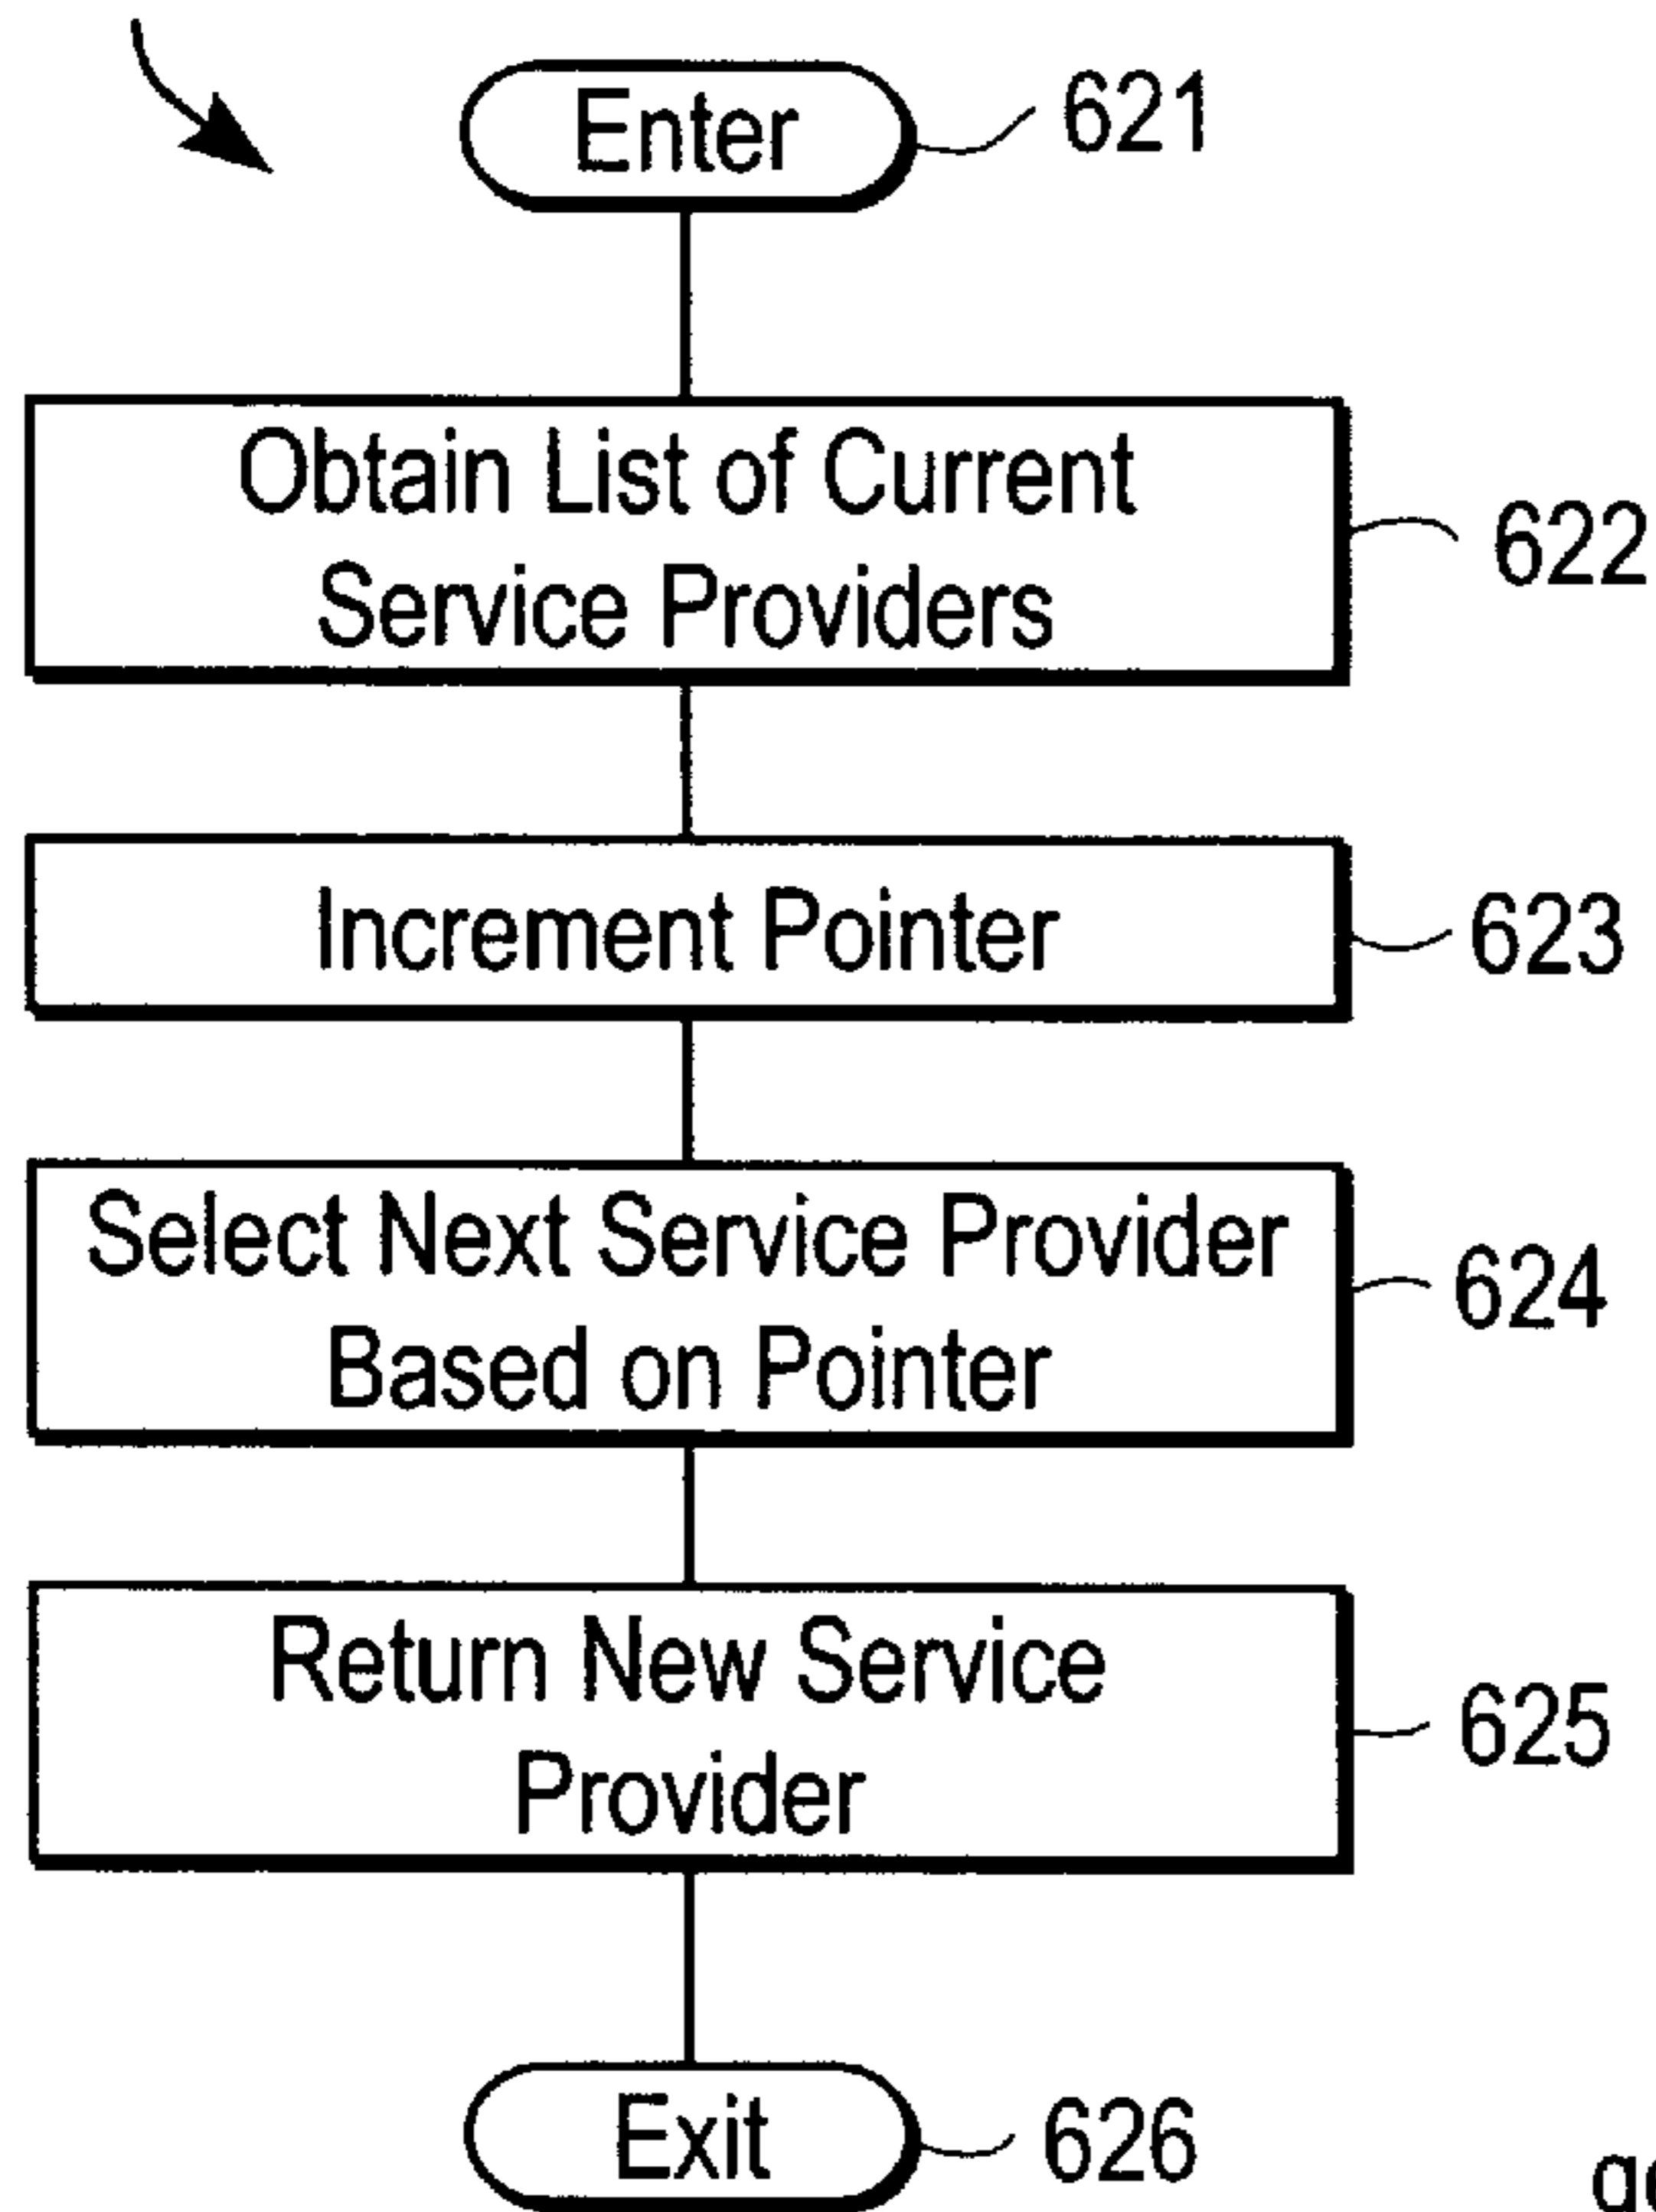 Enter
621
Obtain List of Current
Service Providers
622
Increment Pointer
623
Select Next Service Provider
Based on Pointer
624
Return New Service
Provider
625
Exit
626